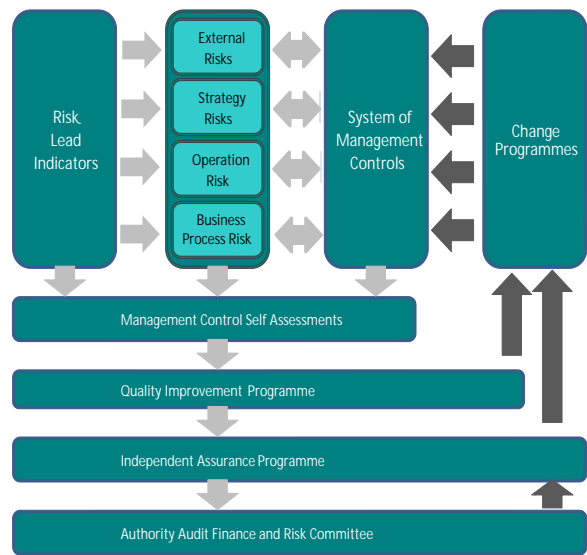 Risk,
Lead
Indicators
External
Risks
Strategy
Risks
Operation
Risk
Business
Process Risk
System of
Management
Controls
Change
Programmes
Management Control Self Assessments
Quality Improvement Programme
Independent Assurance Programme
Authority Audit Finance and Risk Committee